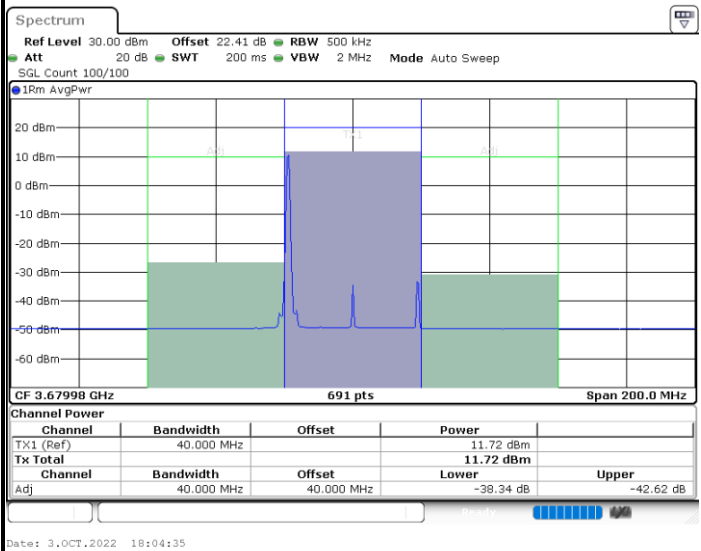 Spectrum
Ref Level 30.00 dBm Offset 22.41 dB RBW 500 kHz
Att 20 dB SWT 200 ms VBW 2 MHz Mode Auto Sweep
SGL Count 100/100
1Rm AvgPwr
20 dBm
TX1
10 dBm Adj Adj
0 dBm
-10 dBm
-20 dBm
-30 dBm
-40 dBm
-50 dBm
-60 dBm
CF 3.67998 GHz 691 pts Span 200.0 MHz
Channel Power
Channel Bandwidth Offset Power
TX1 (Ref) 40.000 MHz 11.72 dBm
Tx Total 11.72 dBm
Channel Bandwidth Offset Lower Upper
Adj 40.000 MHz 40.000 MHz -38.34 dB -42.62 dB
Ready
Date: 3.OCT.2022 18:04:35